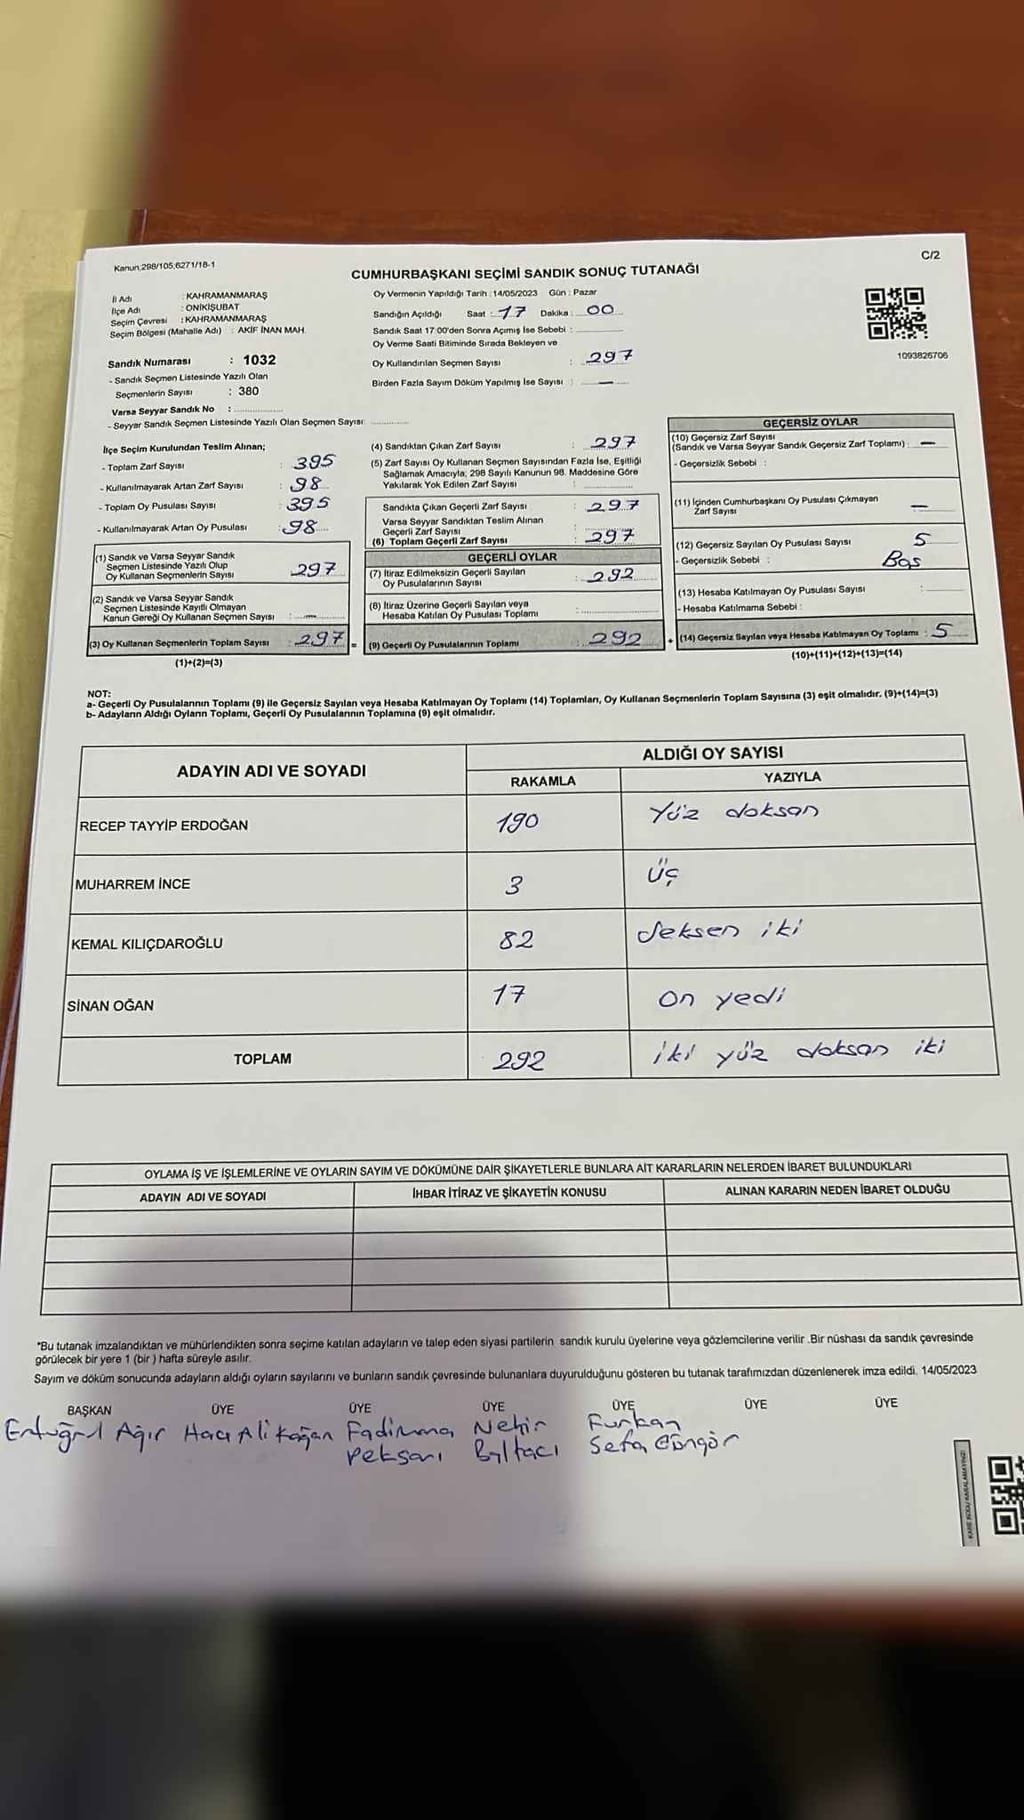 Kanun;298/105;6271/18-1
C/2
CUMHURBAŞKANI SEÇİMİ SANDIK SONUÇ TUTANAĞI
İl Adı : KAHRAMANMARAŞ
İlçe Adı : ONİKİŞUBAT
Seçim Çevresi : KAHRAMANMARAŞ
Seçim Bölgesi (Mahalle Adı) : AKİF İNAN MAH.
Sandık Numarası : 1032
- Sandık Seçmen Listesinde Yazılı Olan
Seçmenlerin Sayısı : 380
Varsa Seyyar Sandık No :
- Seyyar Sandık Seçmen Listesinde Yazılı Olan Seçmen Sayısı:
Oy Vermenin Yapıldığı Tarih : 14/05/2023 Gün : Pazar
Sandığın Açıldığı Saat : 17 Dakika : 00
Sandık Saat 17:00'den Sonra Açımış İse Sebebi :
Oy Verme Saati Bitiminde Sırada Bekleyen ve
Oy Kullandırılan Seçmen Sayısı : 297
Birden Fazla Sayım Döküm Yapılmış İse Sayısı : —
1093826706
İlçe Seçim Kurulundan Teslim Alınan;
- Toplam Zarf Sayısı : 395
- Kullanılmayarak Artan Zarf Sayısı : 98
- Toplam Oy Pusulası Sayısı : 395
- Kullanılmayarak Artan Oy Pusulası : 98
(1) Sandık ve Varsa Seyyar Sandık
Seçmen Listesinde Yazılı Olup
Oy Kullanan Seçmenlerin Sayısı : 297
(2) Sandık ve Varsa Seyyar Sandık
Seçmen Listesinde Kayıtlı Olmayan
Kanun Gereği Oy Kullanan Seçmen Sayısı : —
(3) Oy Kullanan Seçmenlerin Toplam Sayısı : 297 =
(1)+(2)=(3)
(4) Sandıktan Çıkan Zarf Sayısı : 297
(5) Zarf Sayısı Oy Kullanan Seçmen Sayısından Fazla İse, Eşitliği
Sağlamak Amacıyla, 298 Sayılı Kanunun 98. Maddesine Göre
Yakılarak Yok Edilen Zarf Sayısı :
Sandıkta Çıkan Geçerli Zarf Sayısı : 297
Varsa Seyyar Sandıktan Teslim Alınan
Geçerli Zarf Sayısı :
(6) Toplam Geçerli Zarf Sayısı : 297
GEÇERLİ OYLAR
(7) İtiraz Edilmeksizin Geçerli Sayılan
Oy Pusulalarının Sayısı : 292
(8) İtiraz Üzerine Geçerli Sayılan veya
Hesaba Katılan Oy Pusulası Toplamı :
(9) Geçerli Oy Pusulalarının Toplamı : 292 +
GEÇERSİZ OYLAR
(10) Geçersiz Zarf Sayısı
(Sandık ve Varsa Seyyar Sandık Geçersiz Zarf Toplamı) : —
- Geçersizlik Sebebi :
(11) İçinden Cumhurbaşkanı Oy Pusulası Çıkmayan
Zarf Sayısı : —
(12) Geçersiz Sayılan Oy Pusulası Sayısı : 5
- Geçersizlik Sebebi : Boş
(13) Hesaba Katılmayan Oy Pusulası Sayısı :
- Hesaba Katılmama Sebebi :
(14) Geçersiz Sayılan veya Hesaba Katılmayan Oy Toplamı : 5
(10)+(11)+(12)+(13)=(14)
NOT:
a- Geçerli Oy Pusulalarının Toplamı (9) ile Geçersiz Sayılan veya Hesaba Katılmayan Oy Toplamı (14) Toplamları, Oy Kullanan Seçmenlerin Toplam Sayısına (3) eşit olmalıdır. (9)+(14)=(3)
b- Adayların Aldığı Oyların Toplamı, Geçerli Oy Pusulalarının Toplamına (9) eşit olmalıdır.
ADAYIN ADI VE SOYADI
ALDIĞI OY SAYISI
RAKAMLA YAZIYLA
RECEP TAYYİP ERDOĞAN 190 Yüz doksan
MUHARREM İNCE 3 üç
KEMAL KILIÇDAROĞLU 82 Seksen iki
SİNAN OĞAN 17 on yedi
TOPLAM 292 iki yüz doksan iki
OYLAMA İŞ VE İŞLEMLERİNE VE OYLARIN SAYIM VE DÖKÜMÜNE DAİR ŞİKAYETLERLE BUNLARA AİT KARARLARIN NELERDEN İBARET BULUNDUKLARI
ADAYIN ADI VE SOYADI İHBAR İTİRAZ VE ŞİKAYETİN KONUSU ALINAN KARARIN NEDEN İBARET OLDUĞU
*Bu tutanak imzalandıktan ve mühürlendikten sonra seçime katılan adayların ve talep eden siyasi partilerin sandık kurulu üyelerine veya gözlemcilerine verilir .Bir nüshası da sandık çevresinde
görülecek bir yere 1 (bir ) hafta süreyle asılır.
Sayım ve döküm sonucunda adayların aldığı oyların sayılarını ve bunların sandık çevresinde bulunanlara duyurulduğunu gösteren bu tutanak tarafımızdan düzenlenerek imza edildi. 14/05/2023
BAŞKAN ÜYE ÜYE ÜYE ÜYE ÜYE ÜYE
Ertuğrul Ağır Hacı Ali Kağan Fadimana Nehir Furkan
Peksarı Baltacı Sefa Güngör